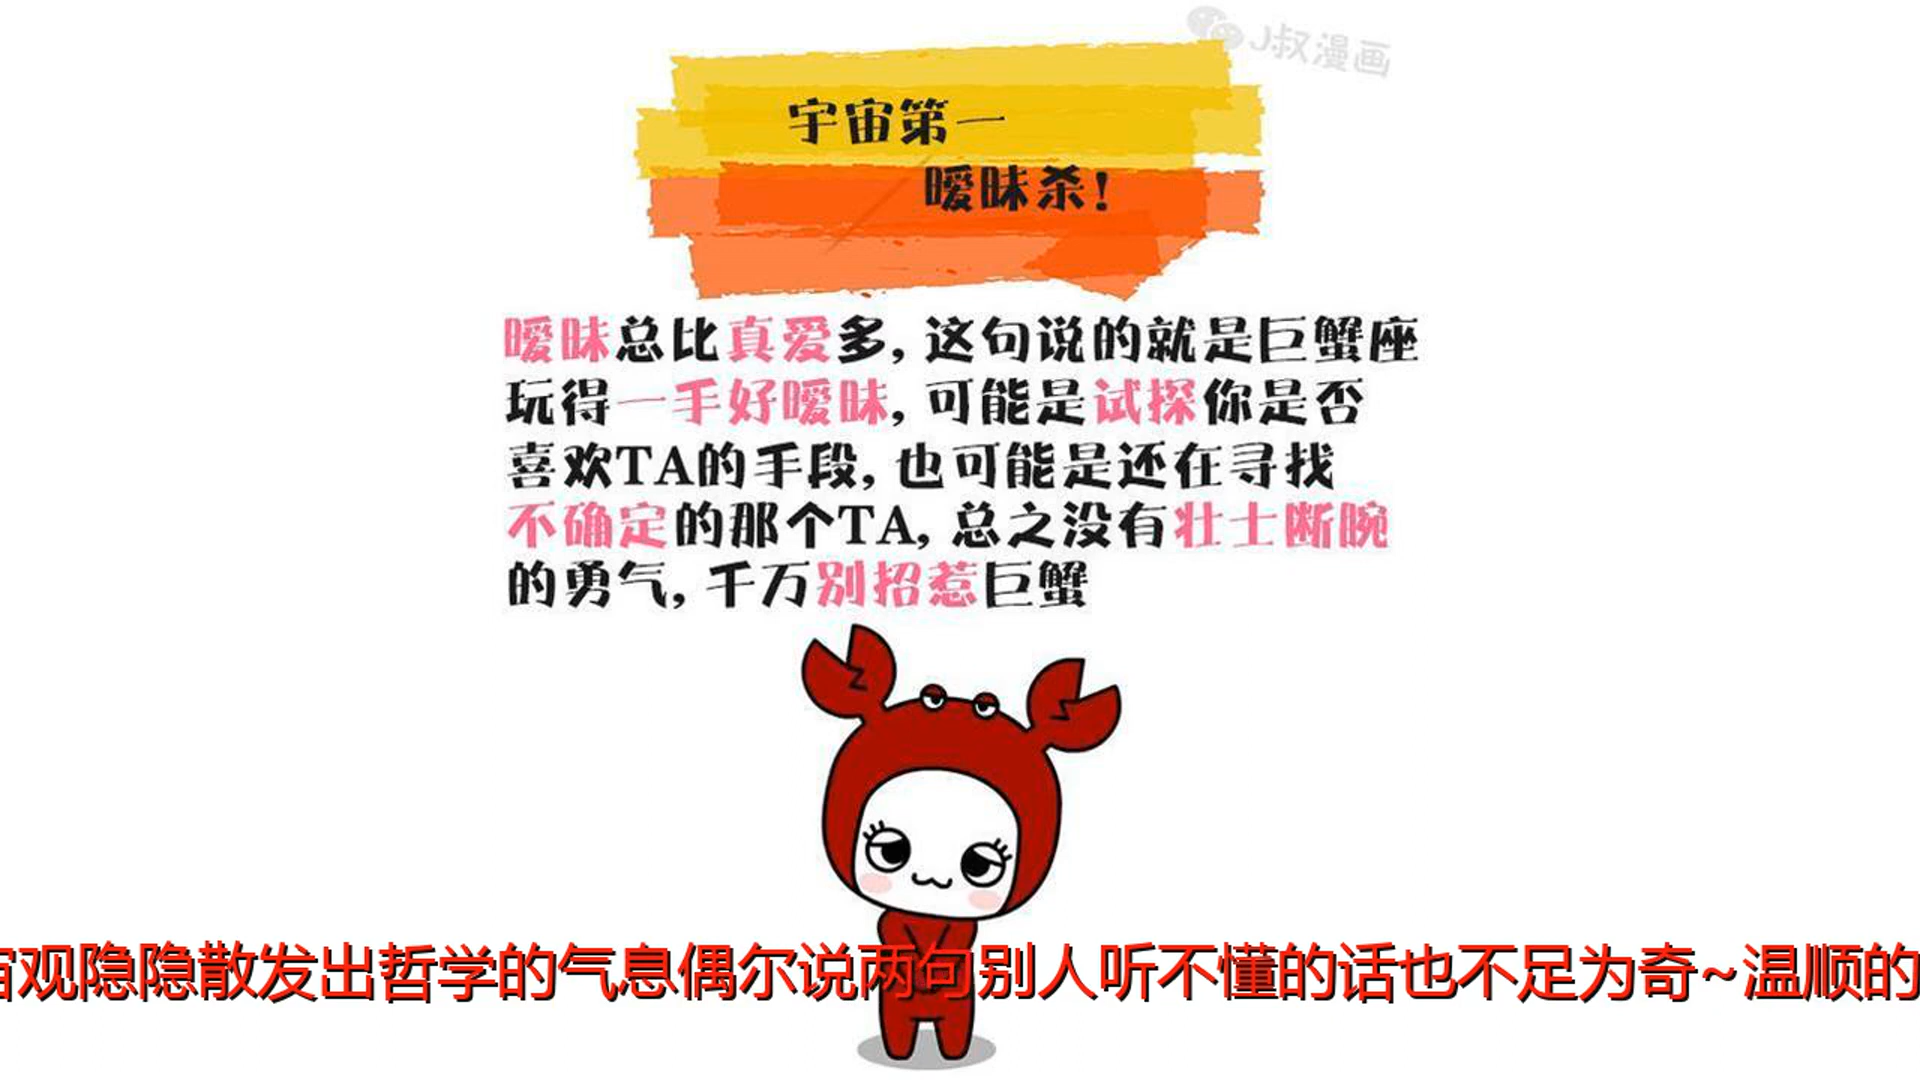 J叔漫画
宇宙第一
暧昧杀！
暧昧总比真爱多，这句说的就是巨蟹座
玩得一手好暧昧，可能是试探你是否
喜欢TA的手段，也可能是还在寻找
不确定的那个TA，总之没有壮士断腕
的勇气，千万别招惹巨蟹
宙观隐隐散发出哲学的气息偶尔说两句别人听不懂的话也不足为奇~温顺的